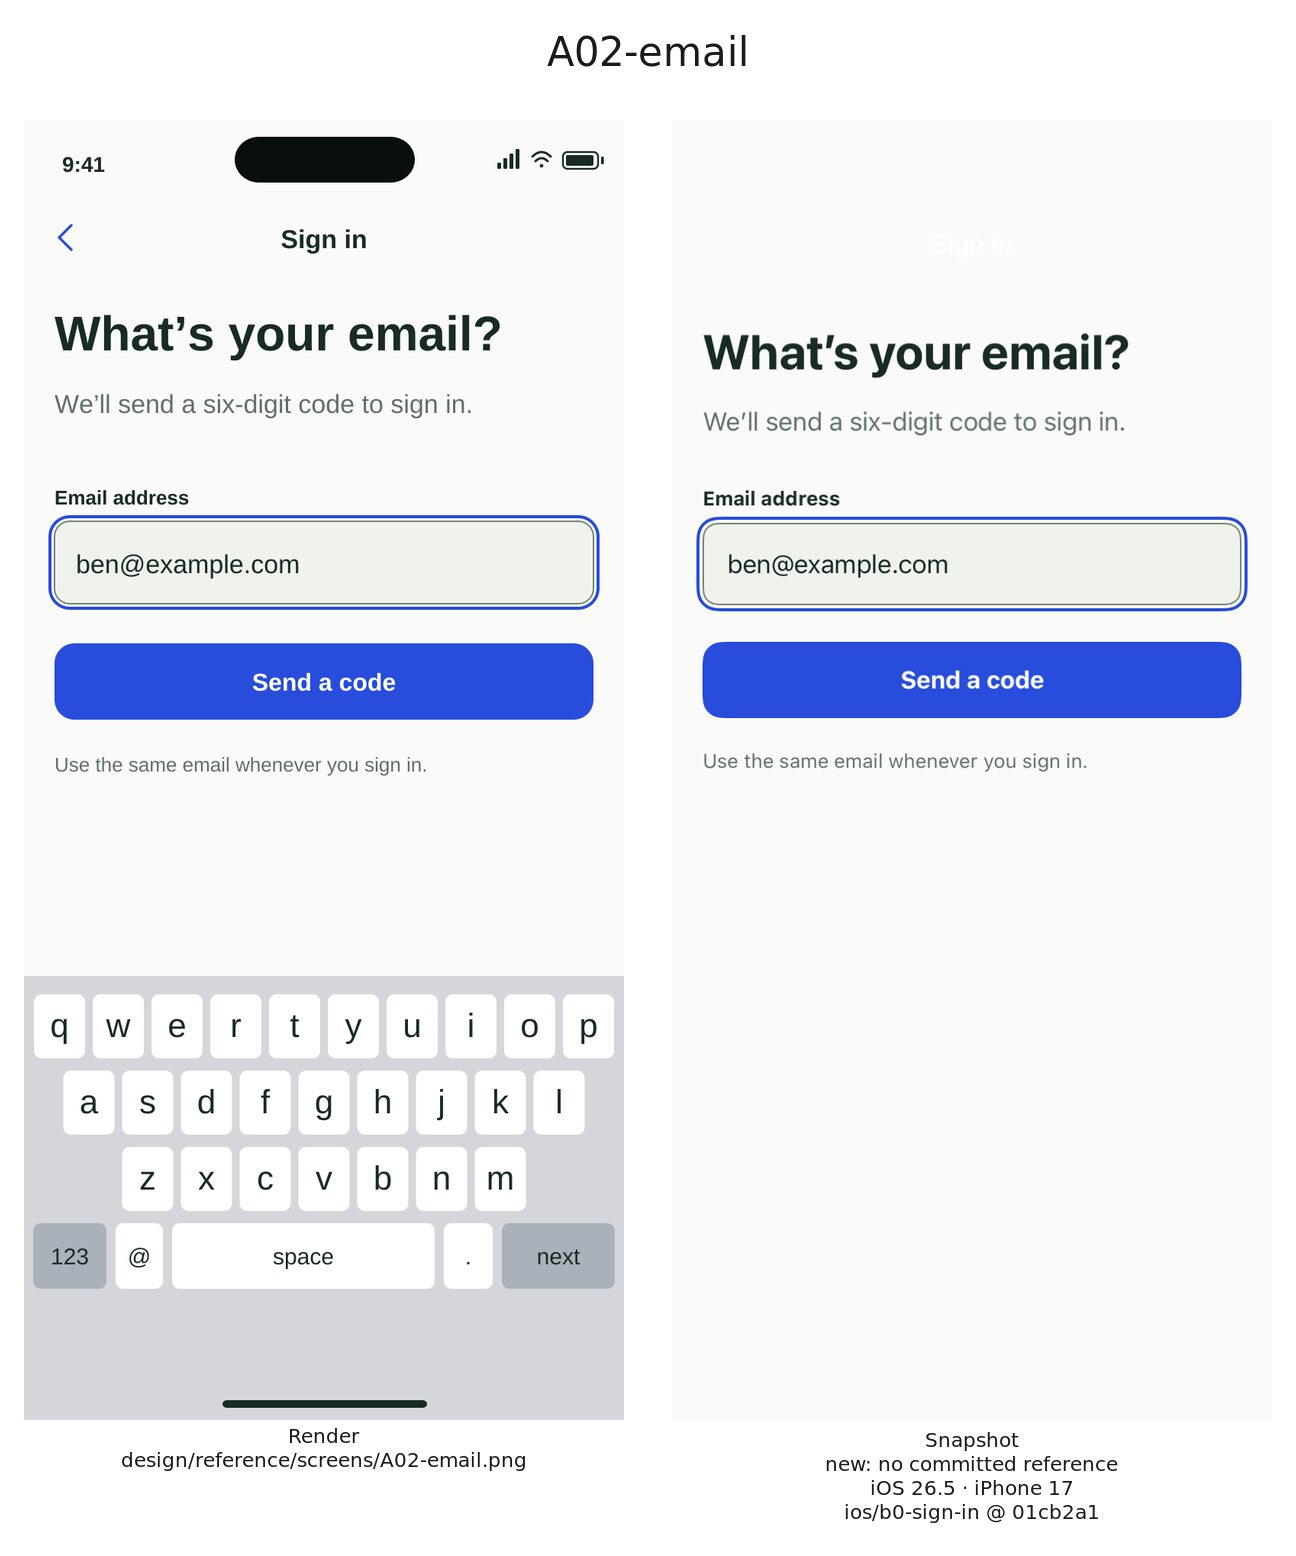 A02-email
9:41
Sign in
What’s your email?
We’ll send a six-digit code to sign in.
Email address
ben@example.com
Send a code
Use the same email whenever you sign in.
q w e r t y u i o p
a s d f g h j k l
z x c v b n m
123 @ space . next
Render
design/reference/screens/A02-email.png
Sign in
What’s your email?
We’ll send a six-digit code to sign in.
Email address
ben@example.com
Send a code
Use the same email whenever you sign in.
Snapshot
new: no committed reference
iOS 26.5 · iPhone 17
ios/b0-sign-in @ 01cb2a1